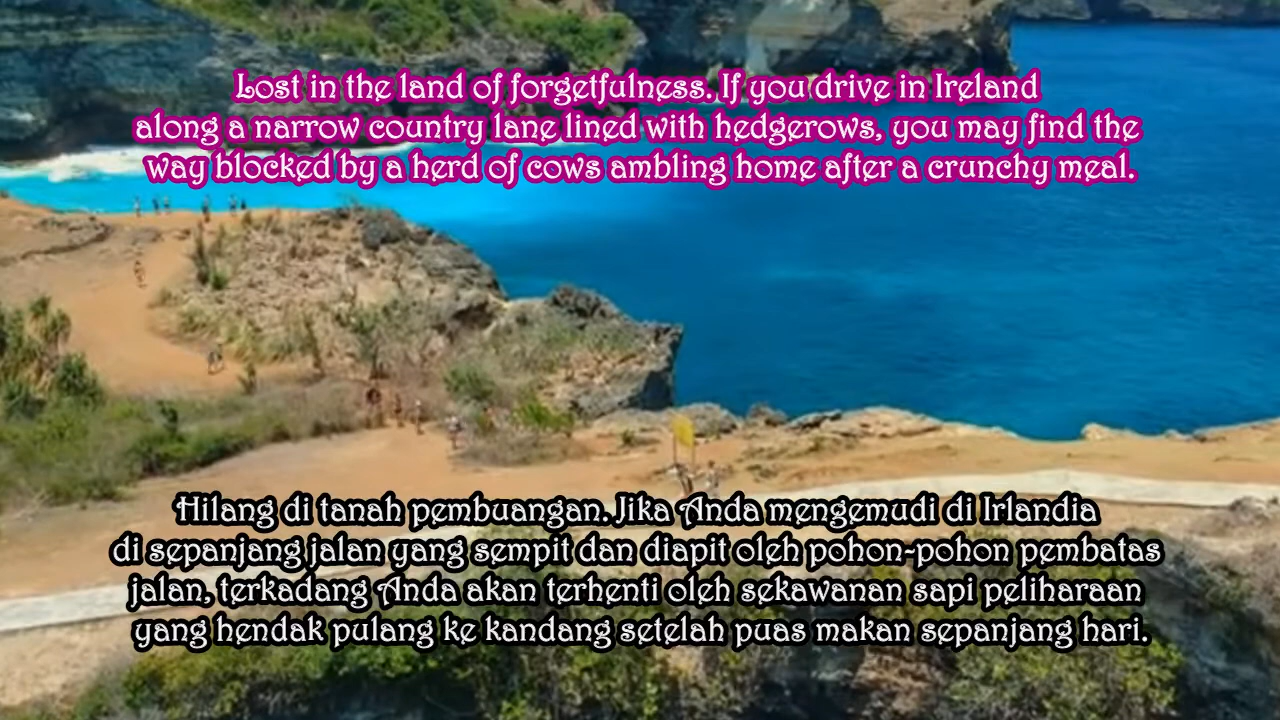 Lost in the land of forgetfulness. If you drive in Ireland
along a narrow country lane lined with hedgerows, you may find the
way blocked by a herd of cows ambling home after a crunchy meal.
Hilang di tanah pembuangan. Jika Anda mengemudi di Irlandia
di sepanjang jalan yang sempit dan diapit oleh pohon-pohon pembatas
jalan, terkadang Anda akan terhenti oleh sekawanan sapi peliharaan
yang hendak pulang ke kandang setelah puas makan sepanjang hari.